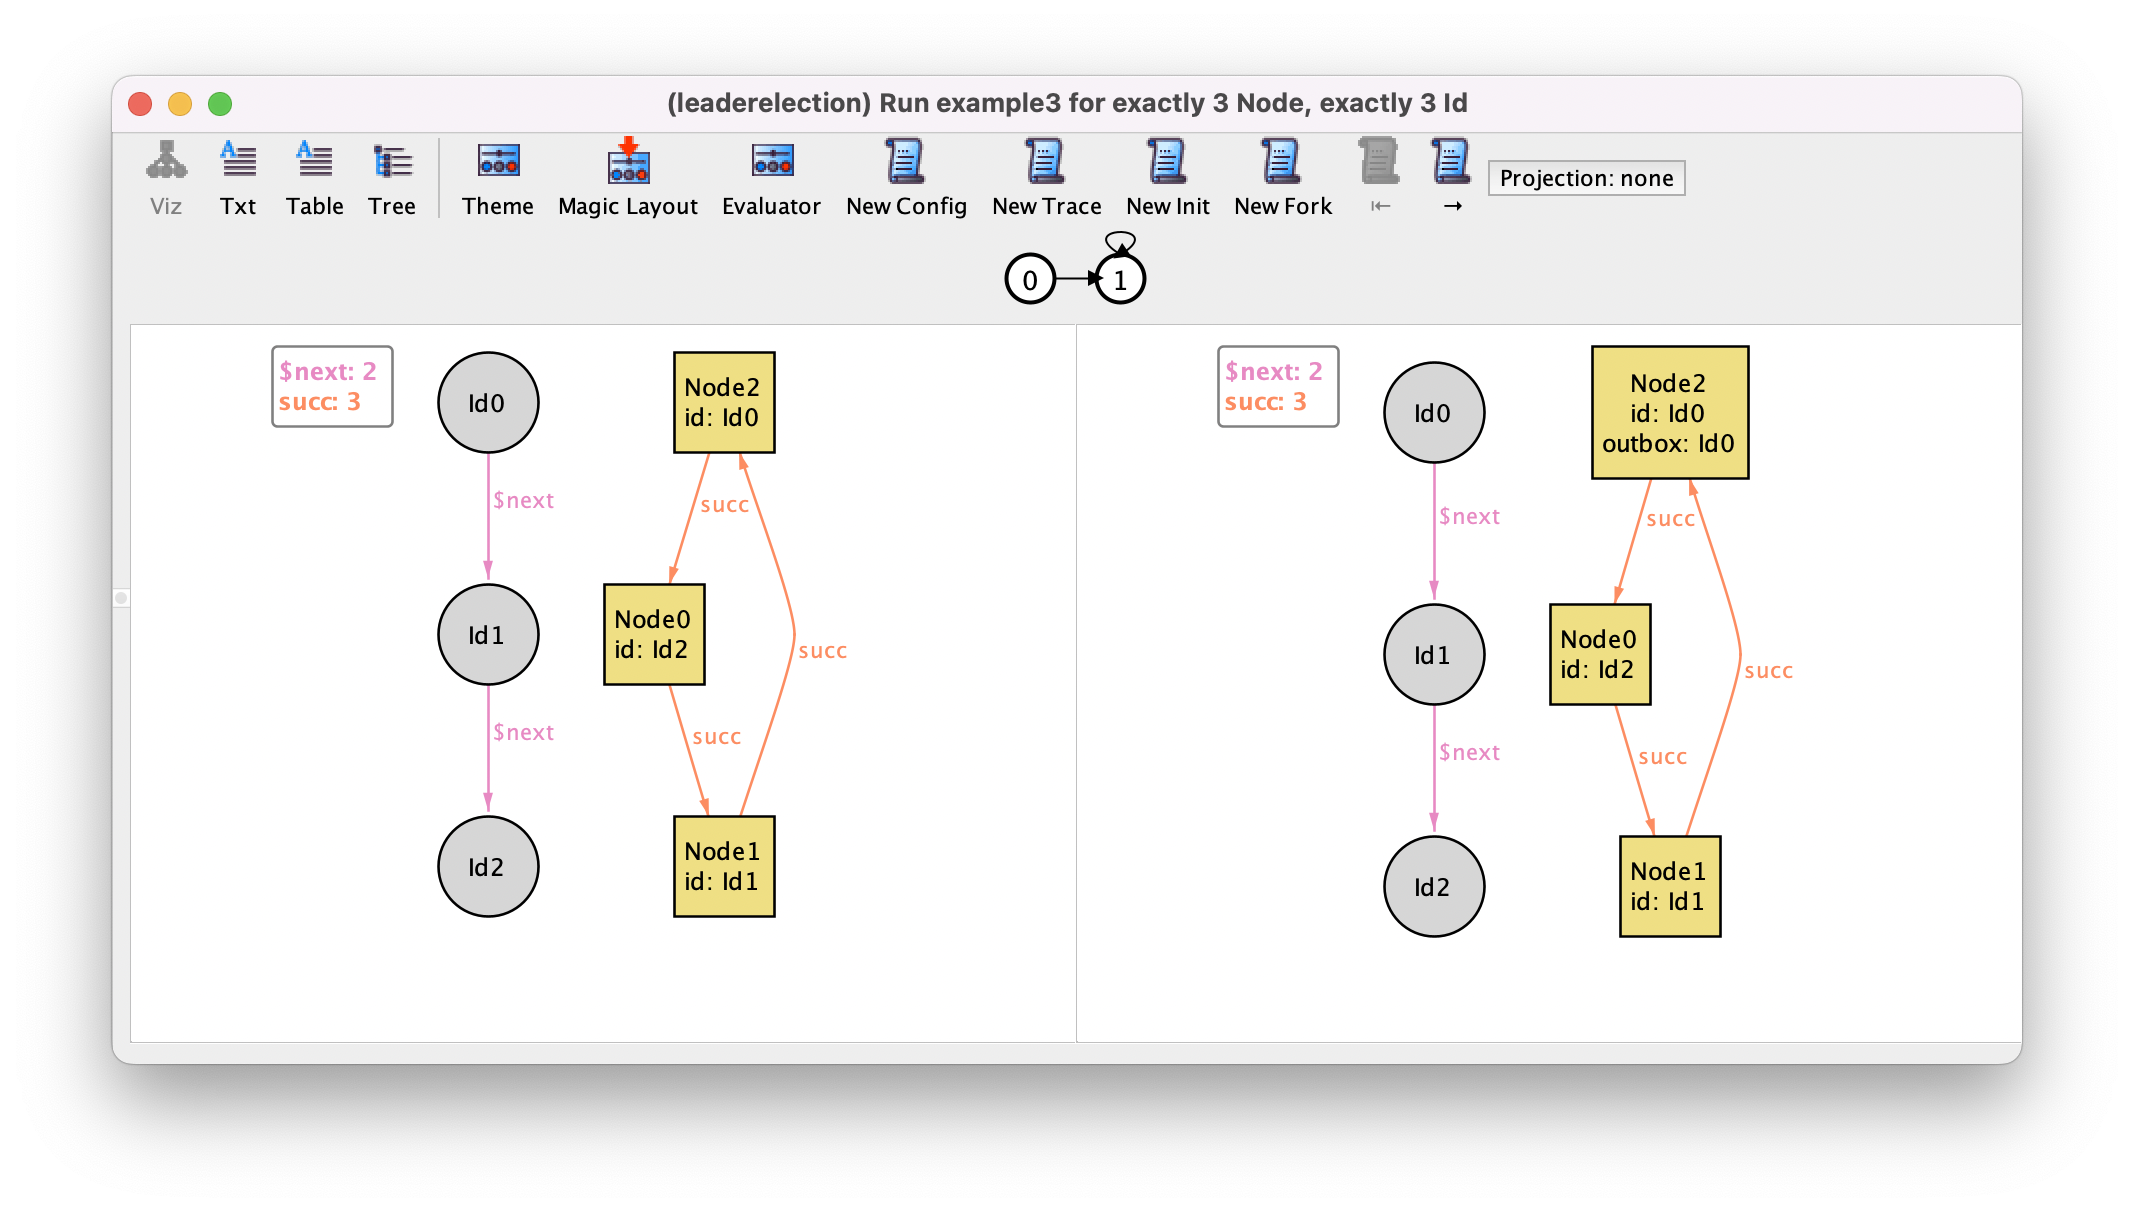 (leaderelection) Run example3 for exactly 3 Node, exactly 3 Id
Viz Txt Table Tree Theme Magic Layout Evaluator New Config New Trace New Init New Fork ⇤ → Projection: none
0 1
$next: 2
succ: 3
Id0
$next
Id1
$next
Id2
Node2
id: Id0
succ
Node0
id: Id2
succ
succ
Node1
id: Id1
$next: 2
succ: 3
Id0
$next
Id1
$next
Id2
Node2
id: Id0
outbox: Id0
succ
Node0
id: Id2
succ
succ
Node1
id: Id1